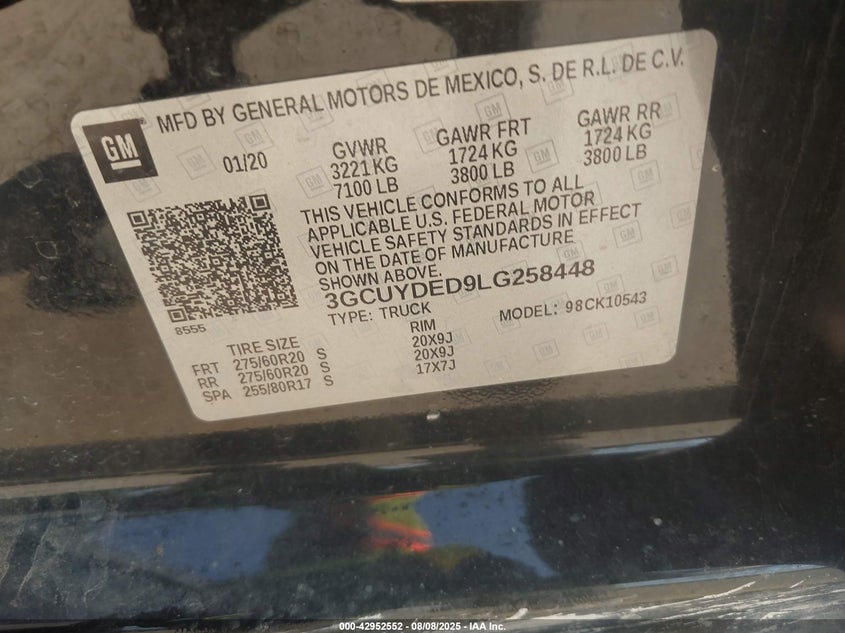 MFD BY GENERAL MOTORS DE MEXICO, S. DE R.L. DE C.V.
GM
01/20
GVWR
3221 KG
7100 LB
GAWR FRT
1724 KG
3800 LB
GAWR RR
1724 KG
3800 LB
THIS VEHICLE CONFORMS TO ALL
APPLICABLE U.S. FEDERAL MOTOR
VEHICLE SAFETY STANDARDS IN EFFECT
ON THE DATE OF MANUFACTURE
SHOWN ABOVE.
3GCUYDED9LG258448
TYPE: TRUCK MODEL: 98CK10543
8555
TIRE SIZE RIM
FRT 275/60R20 S 20X9J
RR 275/60R20 S 20X9J
SPA 255/80R17 S 17X7J
000-42952552 - 08/08/2025 - IAA Inc.